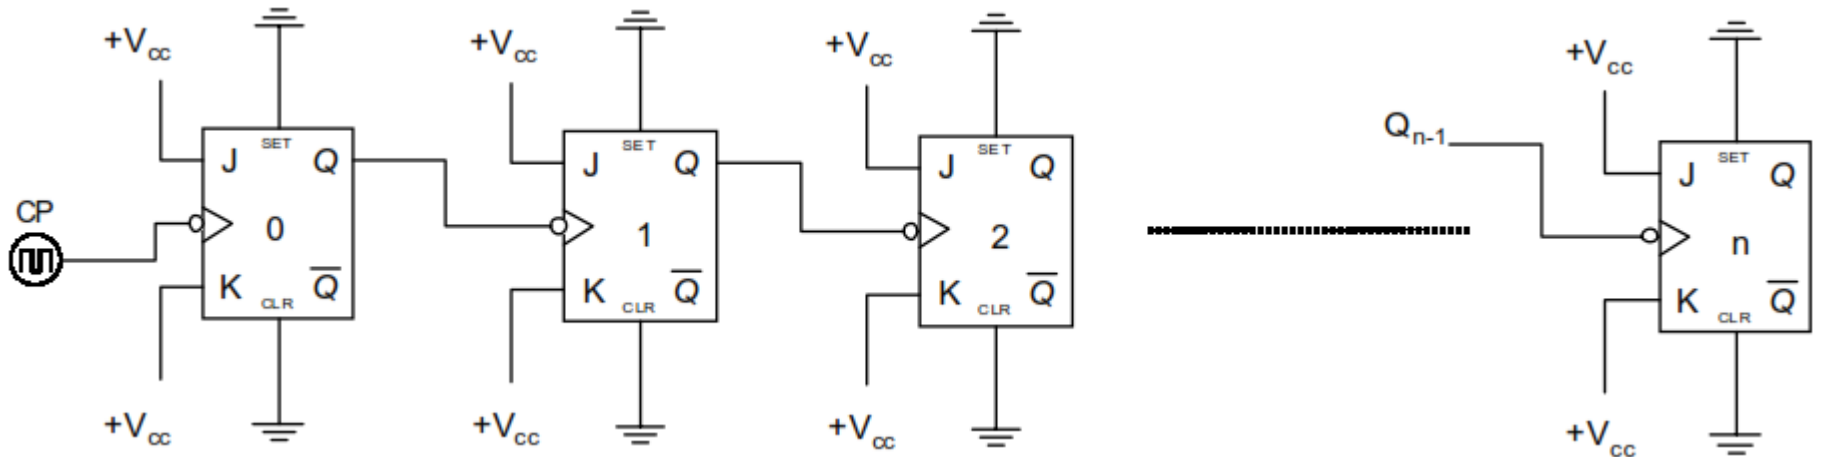 +Vcc
+Vcc
+Vcc
+Vcc
SET
J Q
0
K Q̅
CLR
SET
J Q
1
K Q̅
CLR
SET
J Q
2
K Q̅
CLR
Qn-1
SET
J Q
n
K Q̅
CLR
CP
+Vcc
+Vcc
+Vcc
+Vcc